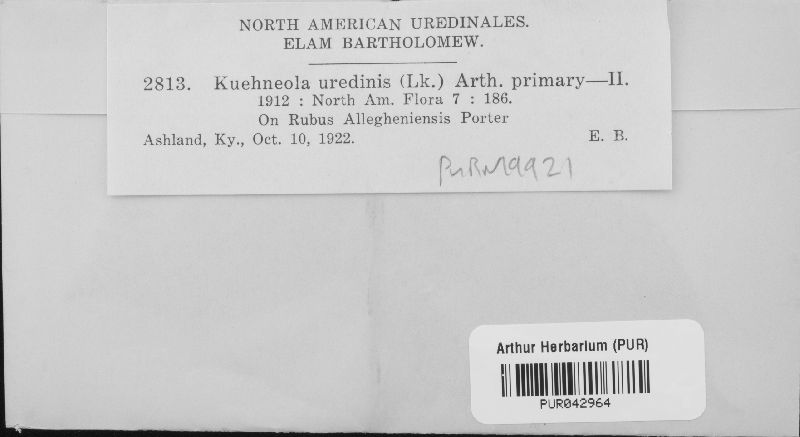 NORTH AMERICAN UREDINALES.
ELAM BARTHOLOMEW.
2813. Kuehneola uredinis (Lk.) Arth. primary—II.
1912 : North Am. Flora 7 : 186.
On Rubus Allegheniensis Porter
Ashland, Ky., Oct. 10, 1922. E. B.
PURN9921
Arthur Herbarium (PUR)
PUR042964